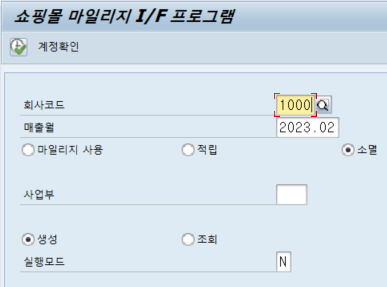 쇼핑몰 마일리지 I/F 프로그램
계정확인
회사코드 1000
매출월 2023.02
마일리지 사용 적립 소멸
사업부
생성 조회
실행모드 N